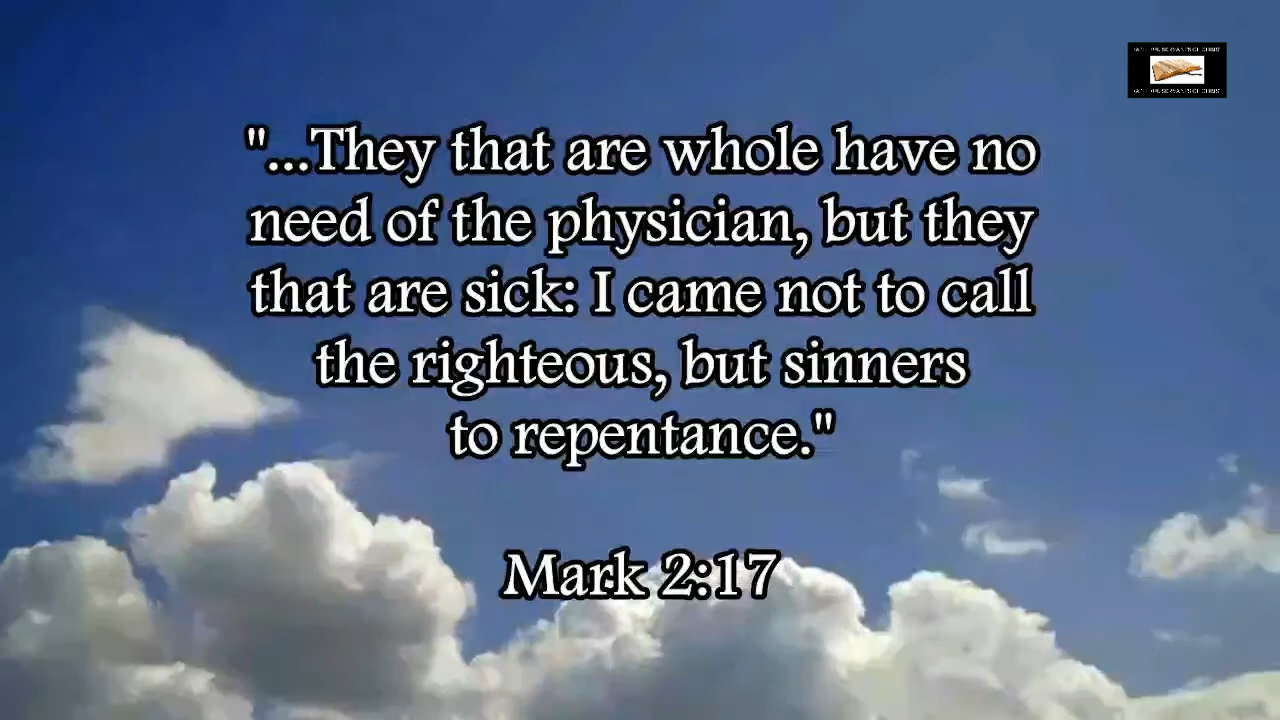 "...They that are whole have no
need of the physician, but they
that are sick: I came not to call
the righteous, but sinners
to repentance."
Mark 2:17